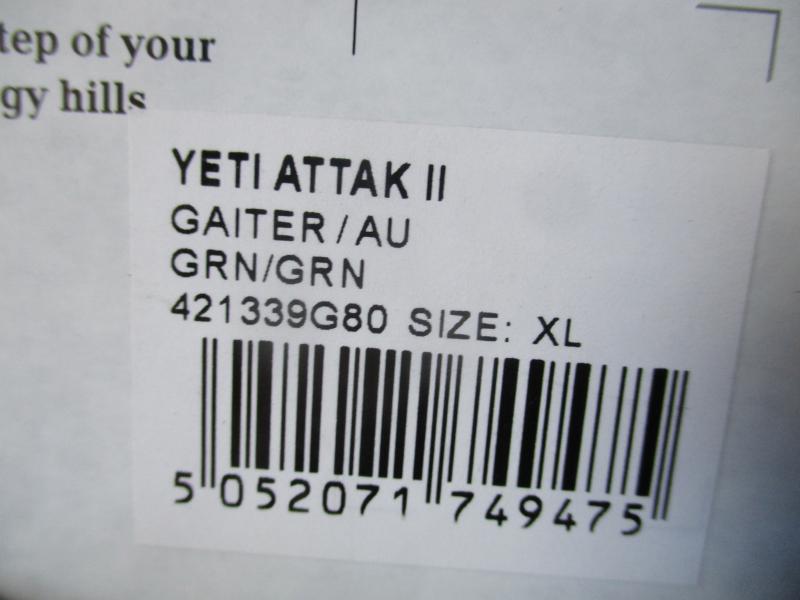 tep of your
gy hills
YETI ATTAK II
GAITER / AU
GRN/GRN
421339G80 SIZE: XL
5 052071 749475